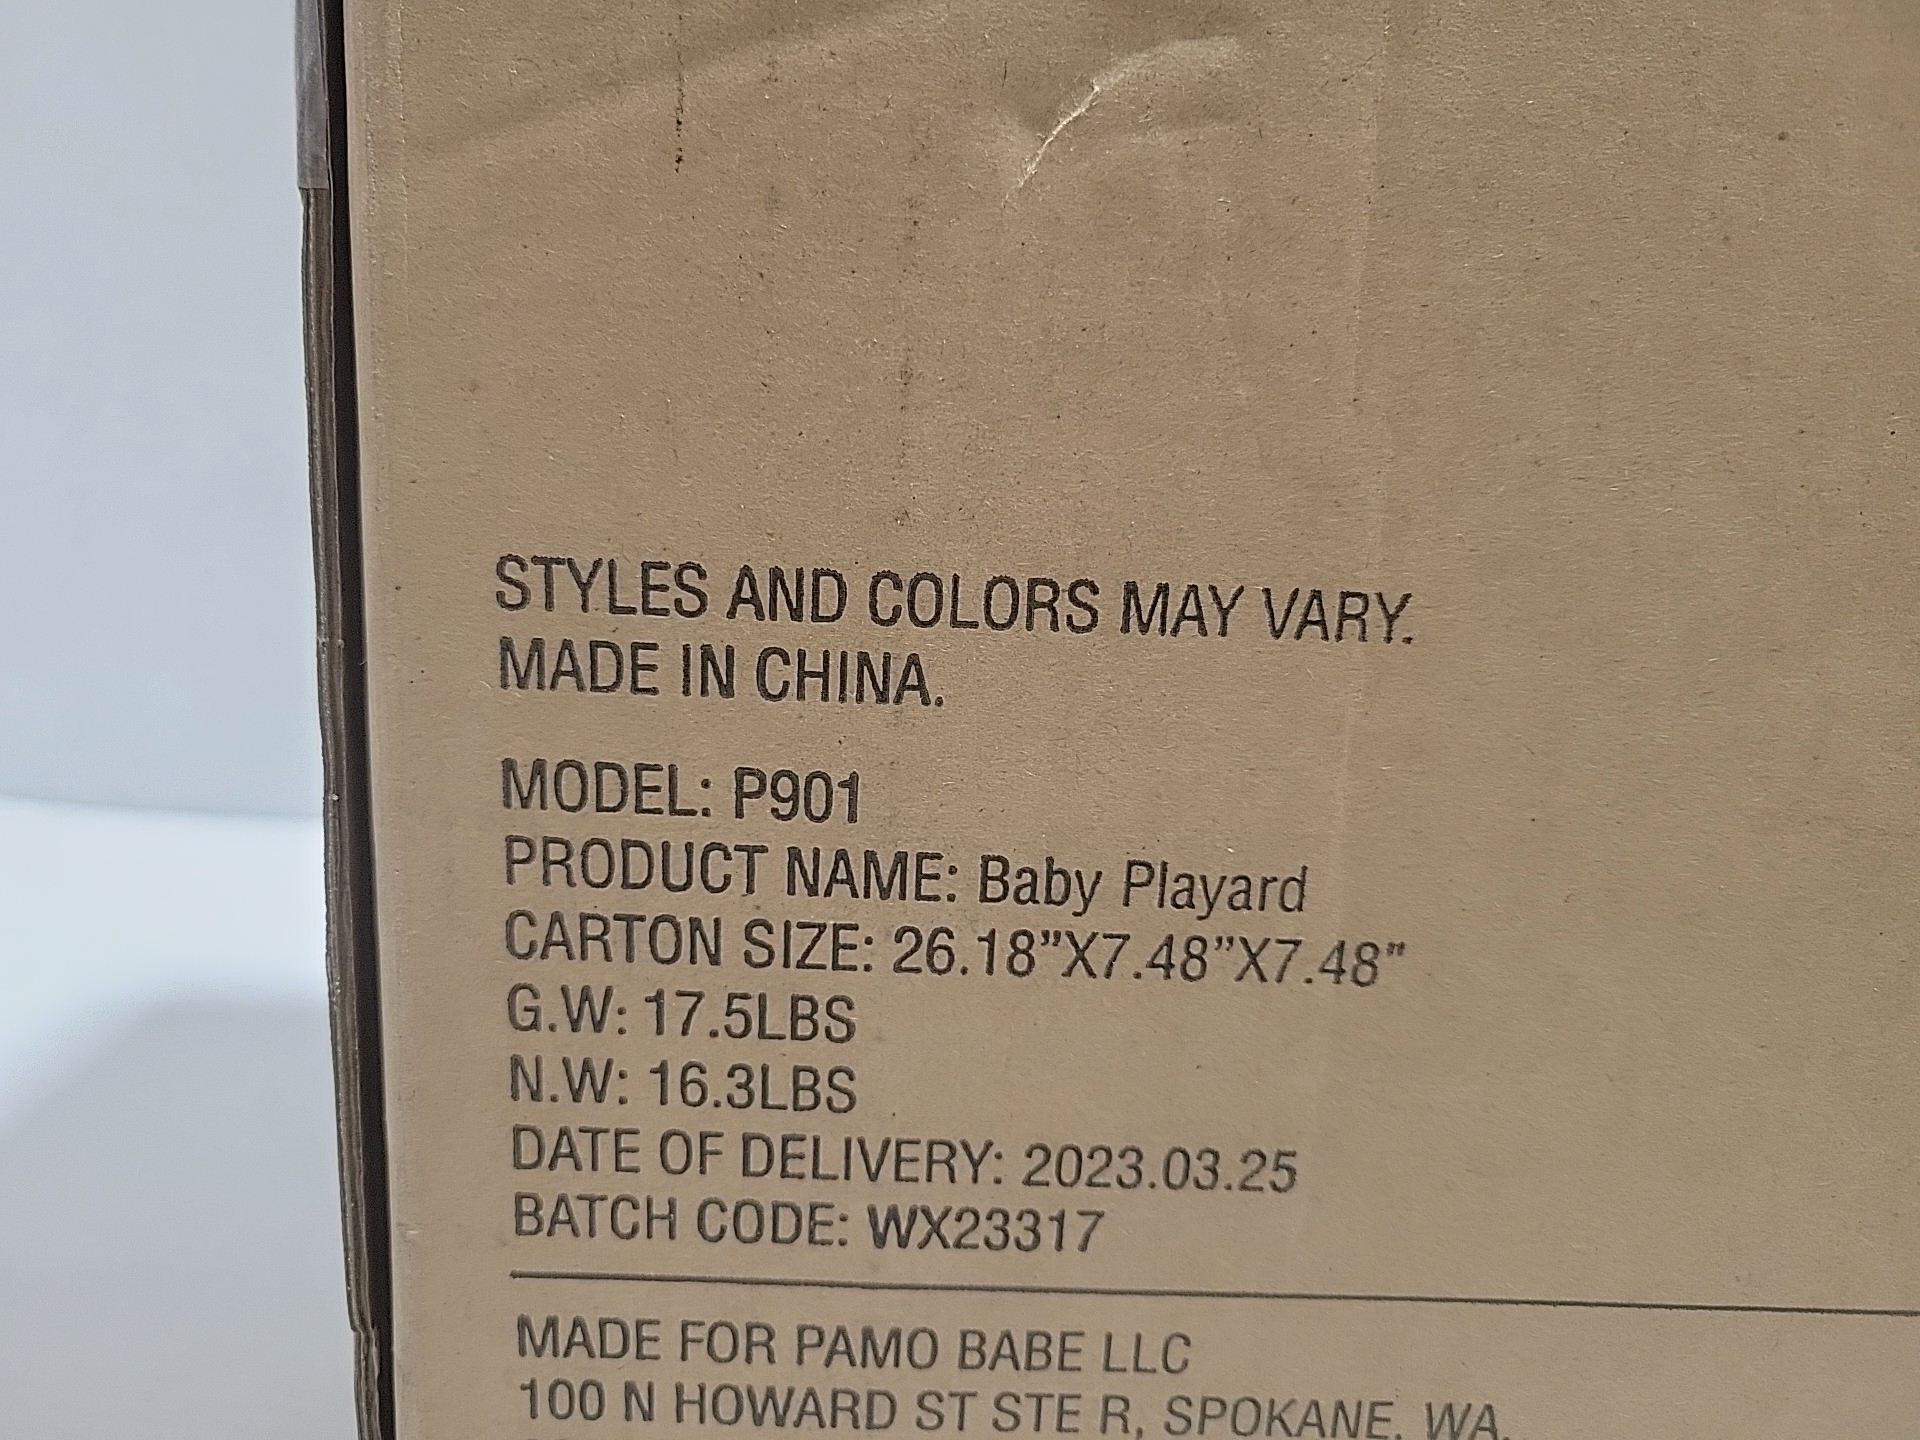 STYLES AND COLORS MAY VARY.
MADE IN CHINA.
MODEL: P901
PRODUCT NAME: Baby Playard
CARTON SIZE: 26.18”X7.48”X7.48"
G.W: 17.5LBS
N.W: 16.3LBS
DATE OF DELIVERY: 2023.03.25
BATCH CODE: WX23317
MADE FOR PAMO BABE LLC
100 N HOWARD ST STE R, SPOKANE, WA,